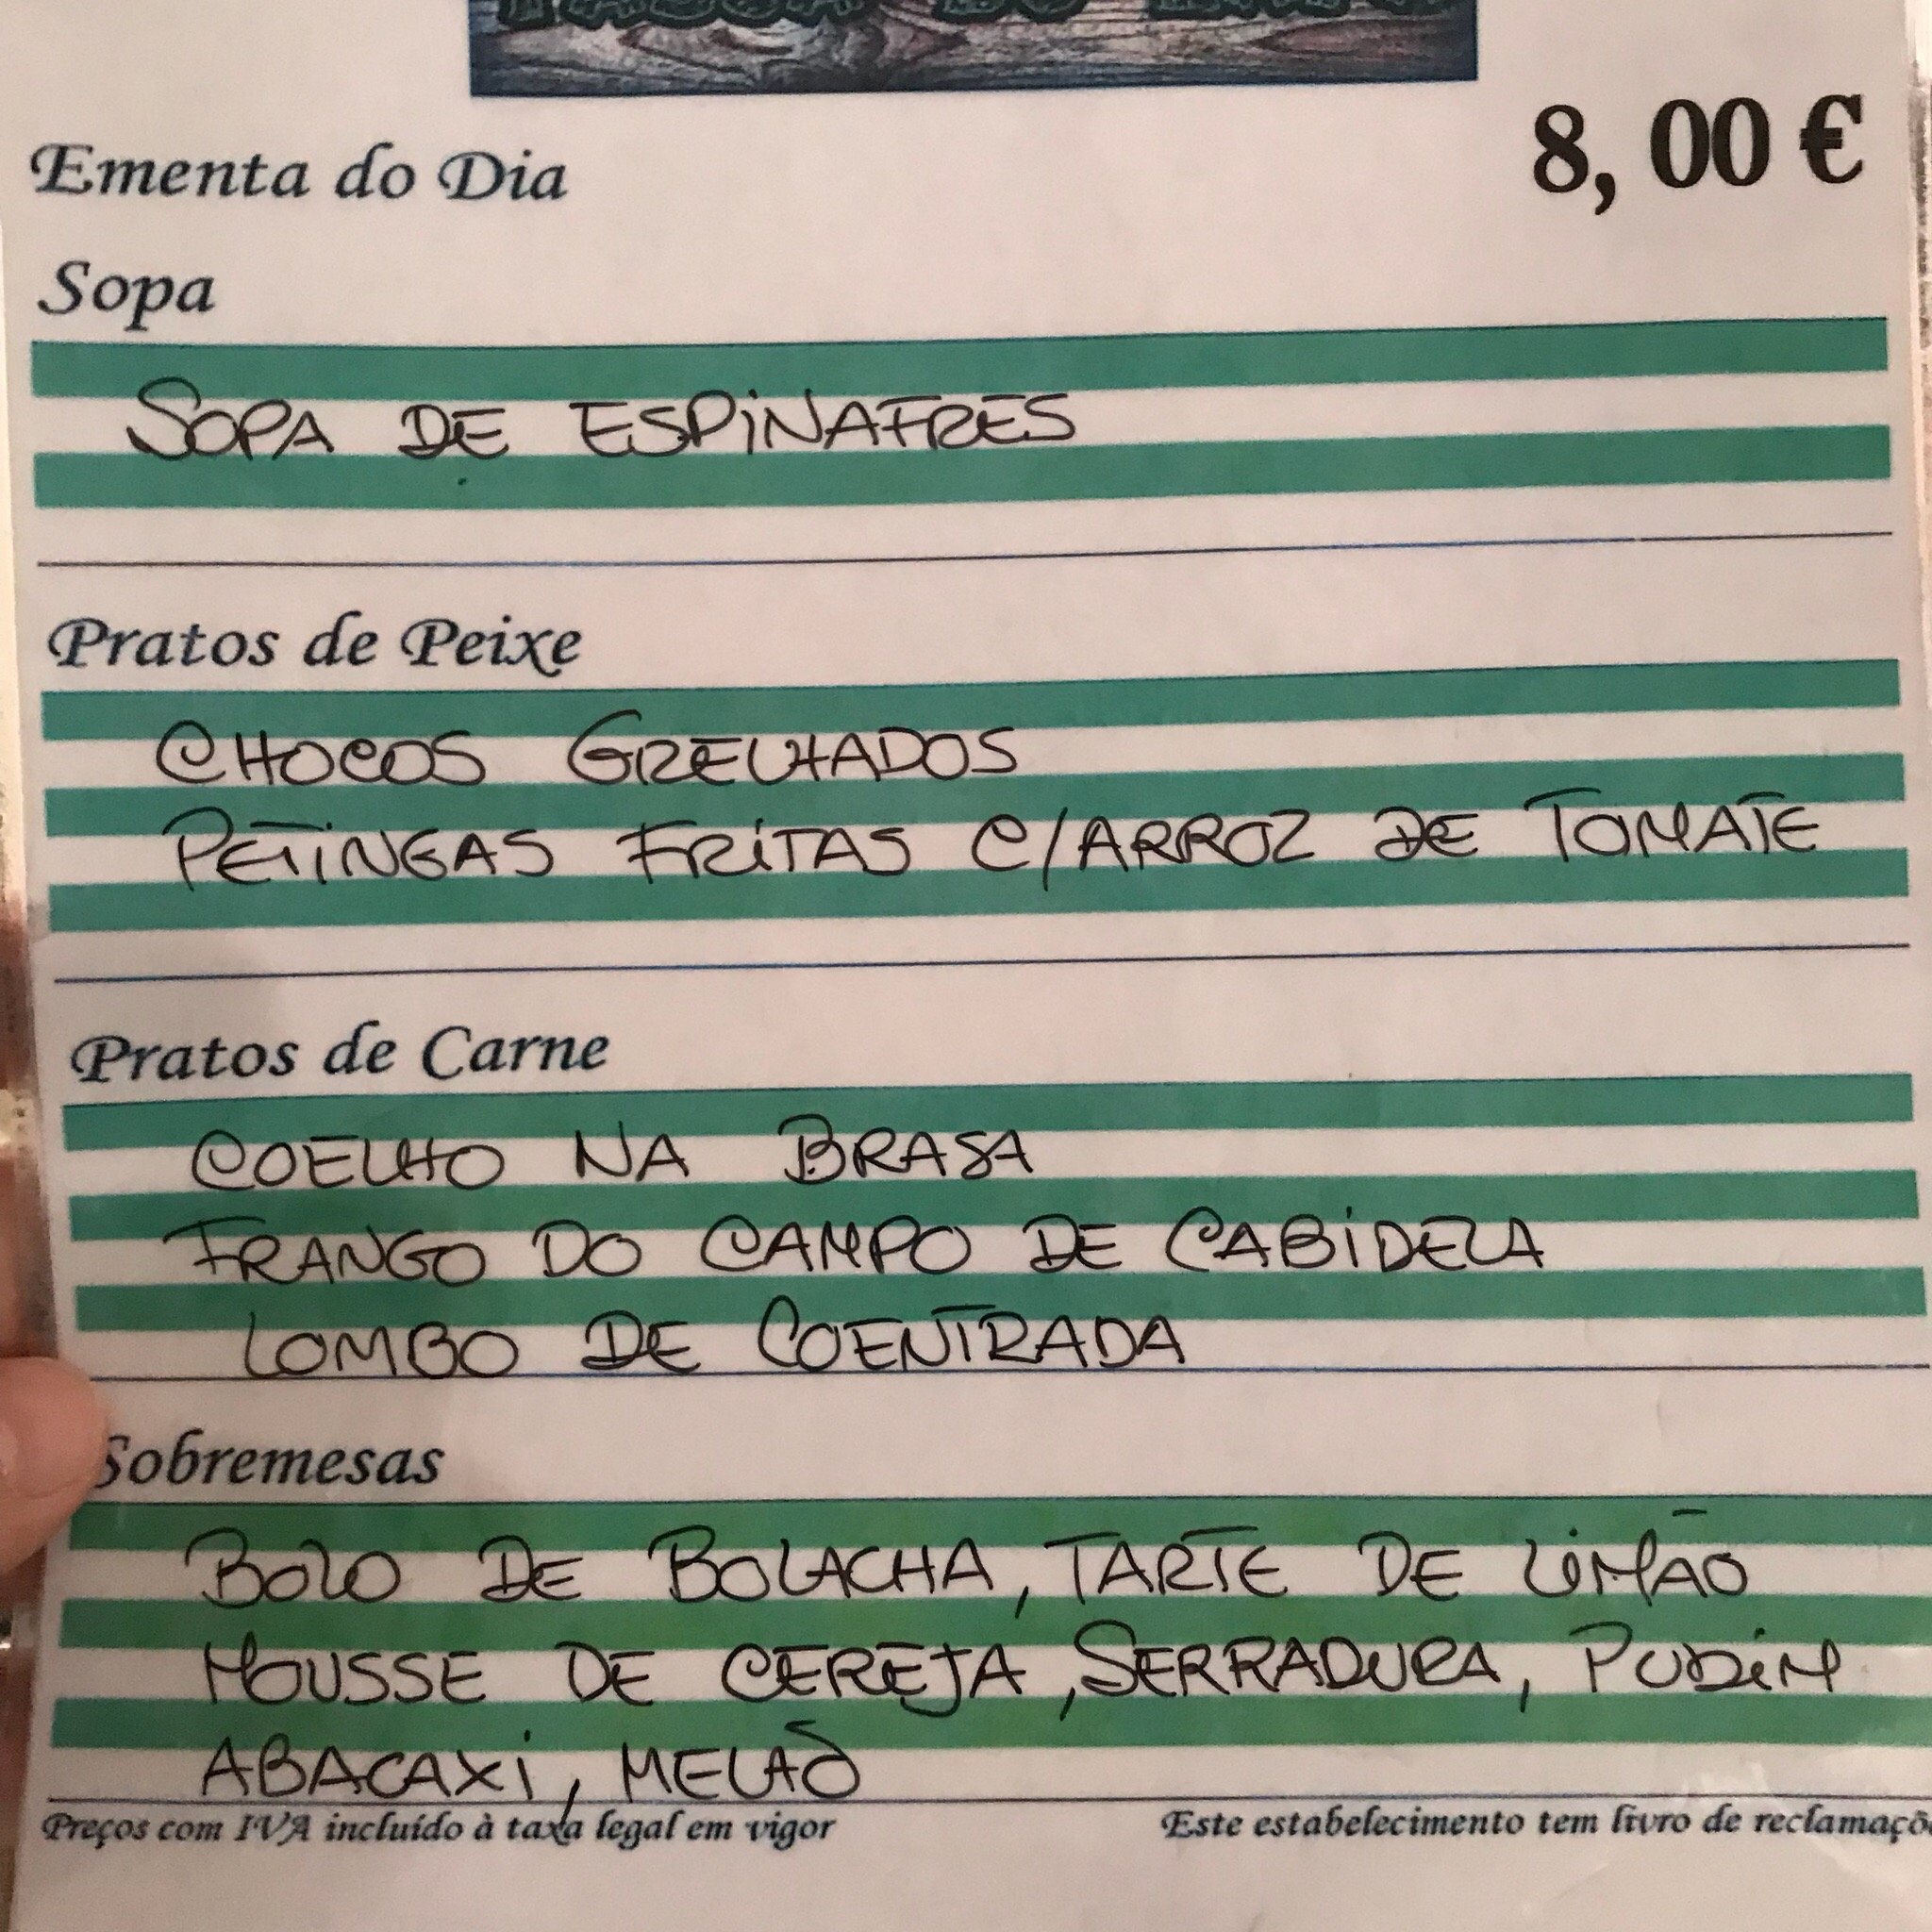 Ementa do Dia 8,00 €
Sopa
SOPA DE ESPINAFRES
Pratos de Peixe
CHOCOS GRELHADOS
PETINGAS FRITAS C/ARROZ DE TOMATE
Pratos de Carne
COELHO NA BRASA
FRANGO DO CAMPO DE CABIDELA
LOMBO DE COENTRADA
Sobremesas
BOLO DE BOLACHA, TARTE DE LIMÃO
MOUSSE DE CEREJA, SERRADURA, PUDIM
ABACAXI, MELÃO
Preços com IVA incluído à taxa legal em vigor Este estabelecimento tem livro de